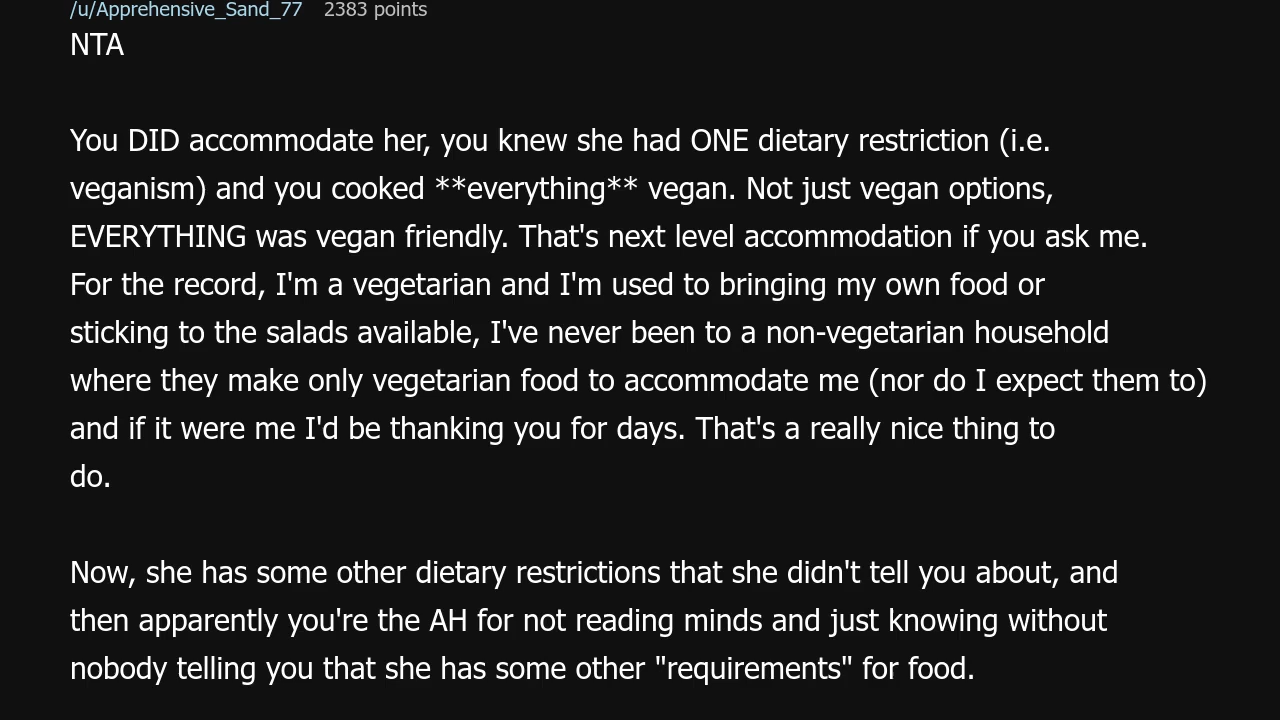 /u/Apprehensive_Sand_77 2383 points
NTA
You DID accommodate her, you knew she had ONE dietary restriction (i.e.
veganism) and you cooked **everything** vegan. Not just vegan options,
EVERYTHING was vegan friendly. That's next level accommodation if you ask me.
For the record, I'm a vegetarian and I'm used to bringing my own food or
sticking to the salads available, I've never been to a non-vegetarian household
where they make only vegetarian food to accommodate me (nor do I expect them to)
and if it were me I'd be thanking you for days. That's a really nice thing to
do.
Now, she has some other dietary restrictions that she didn't tell you about, and
then apparently you're the AH for not reading minds and just knowing without
nobody telling you that she has some other "requirements" for food.